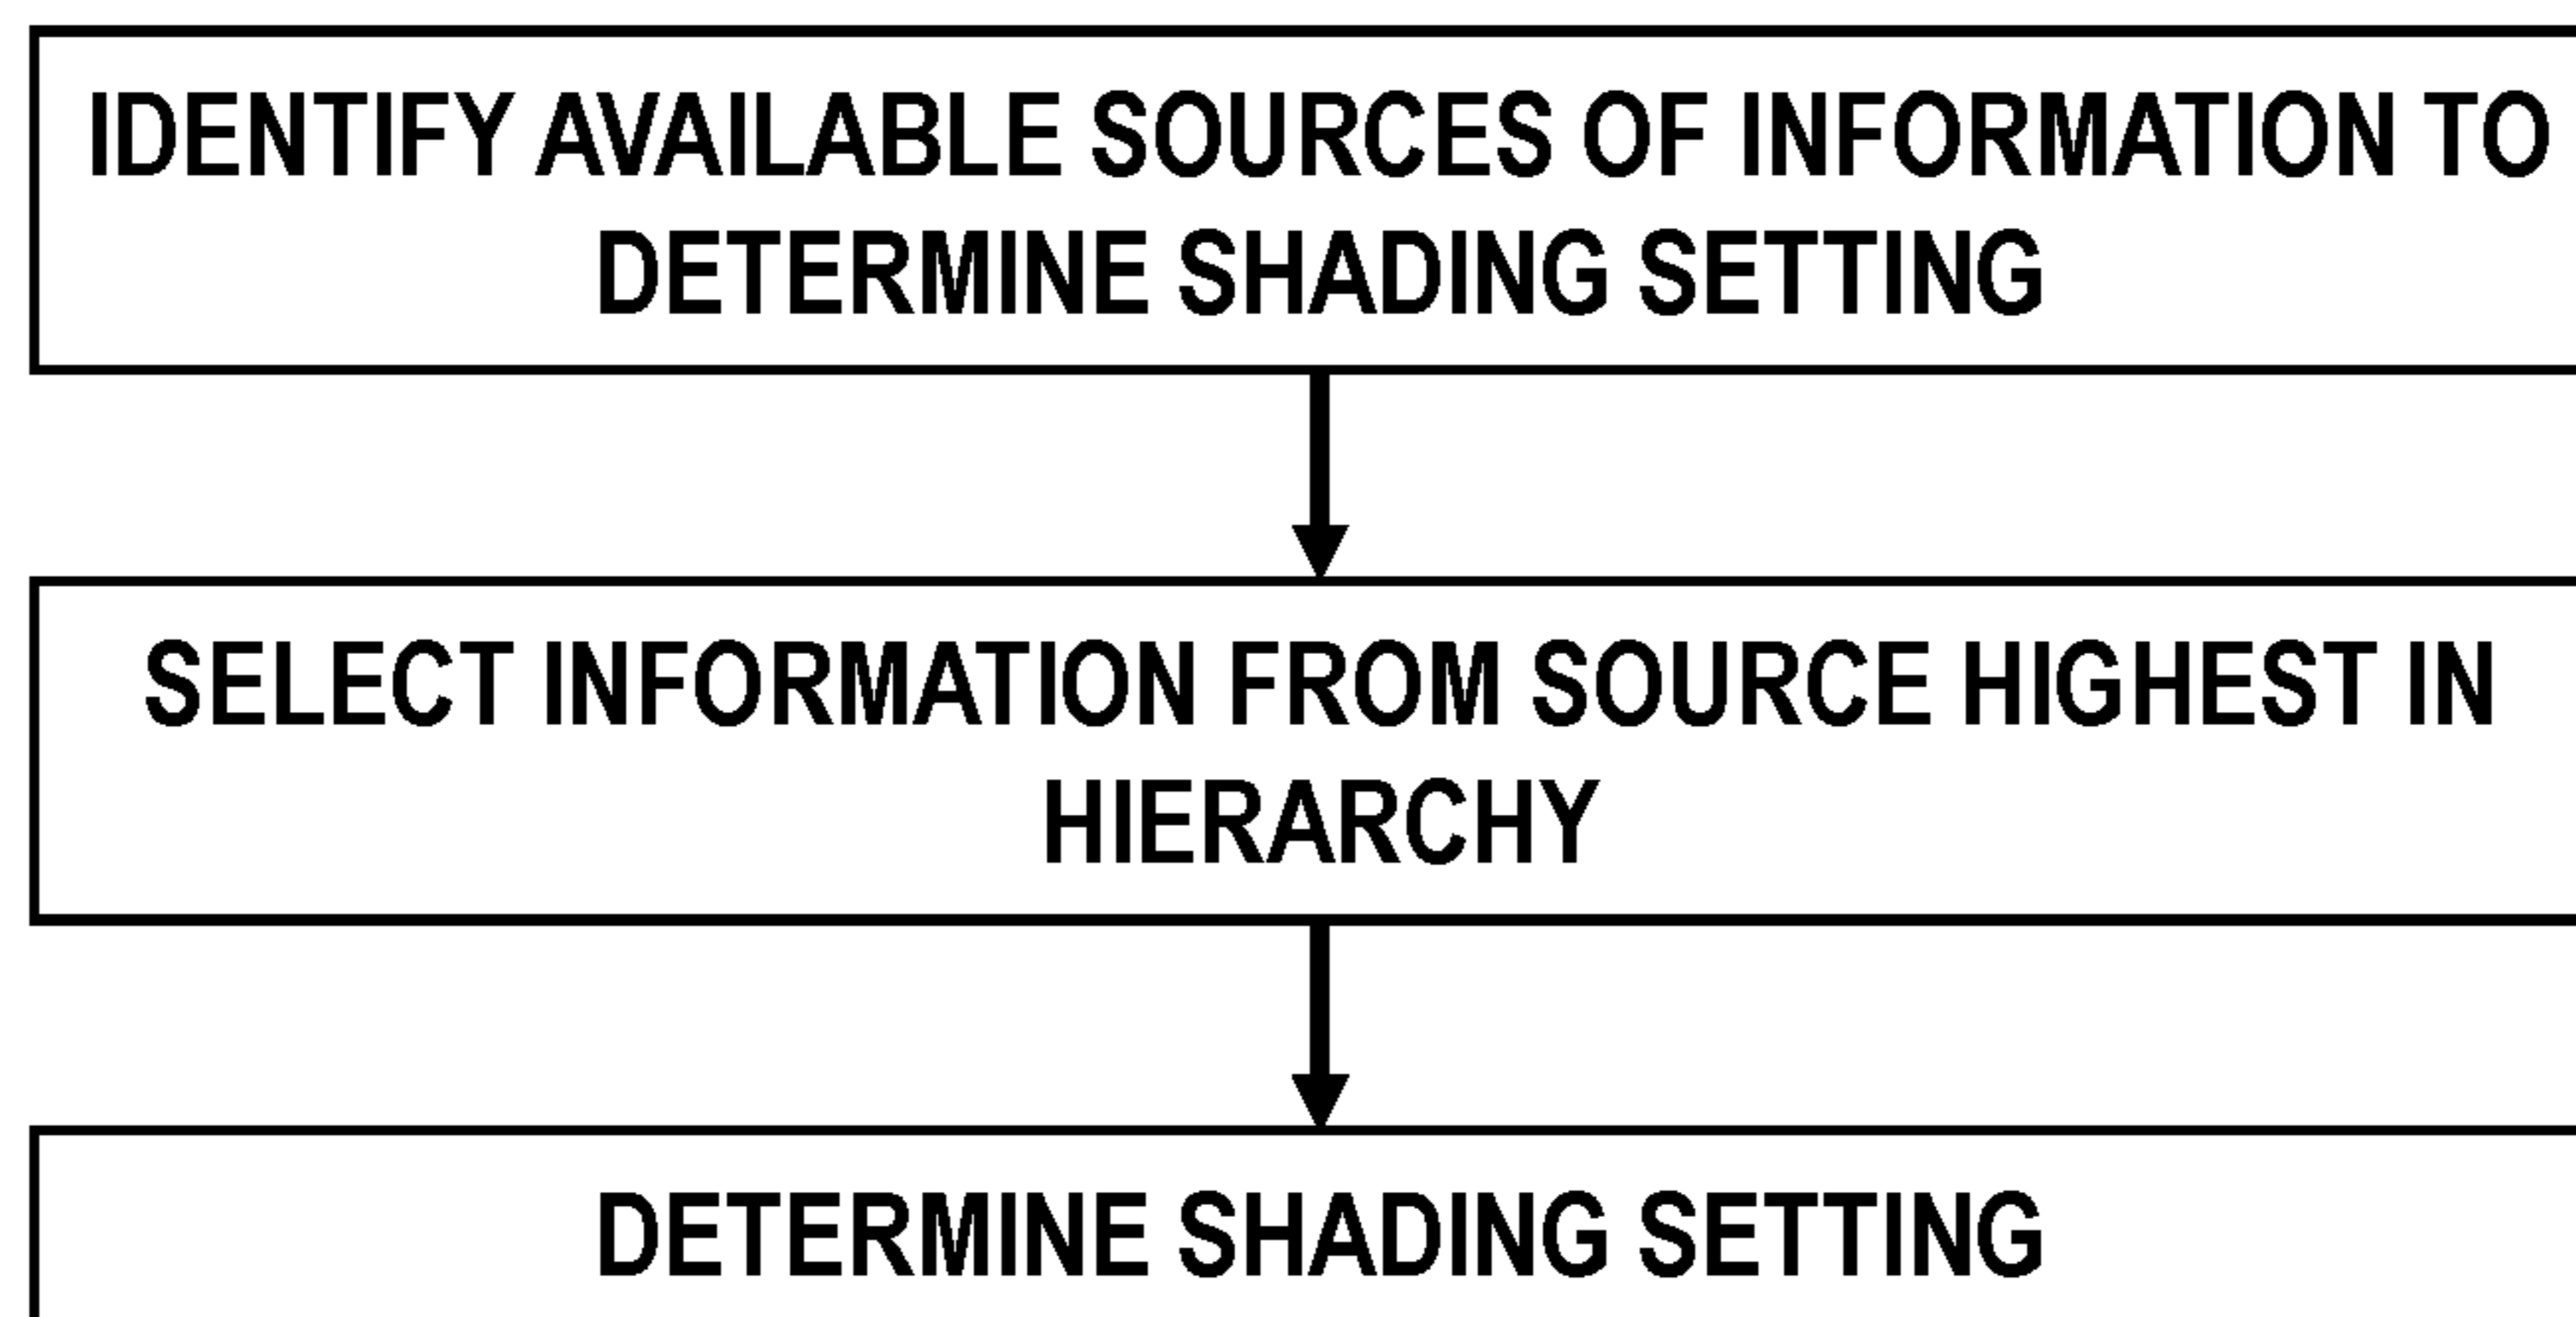 IDENTIFY AVAILABLE SOURCES OF INFORMATION TO
DETERMINE SHADING SETTING
SELECT INFORMATION FROM SOURCE HIGHEST IN
HIERARCHY
DETERMINE SHADING SETTING